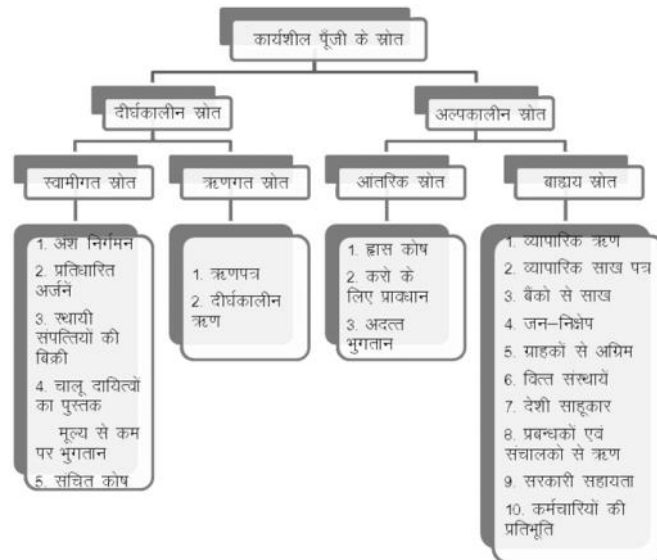 कार्यशील पूँजी के स्रोत
दीर्घकालीन स्रोत
अल्पकालीन स्रोत
स्वामीगत स्रोत
ऋणगत स्रोत
आंतरिक स्रोत
बाह्यय स्रोत
1. अंश निर्गमन
2. प्रतिधारित
अर्जनें
3. स्थायी
संपत्तियों की
बिक्री
4. चालू दायित्वों
का पुस्तक
मूल्य से कम
पर भुगतान
5. संचित कोष
1. ऋणपत्र
2. दीर्घकालीन
ऋण
1. ह्रास कोष
2. करो के
लिए प्रावधान
3. अदत्त
भुगतान
1. व्यापारिक ऋण
2. व्यापारिक साख पत्र
3. बैंको से साख
4. जन–निक्षेप
5. ग्राहकों से अग्रिम
6. वित्त संस्थायें
7. देशी साहूकार
8. प्रबन्धकों एवं
संचालको से ऋण
9. सरकारी सहायता
10. कर्मचारियों की
प्रतिभूति